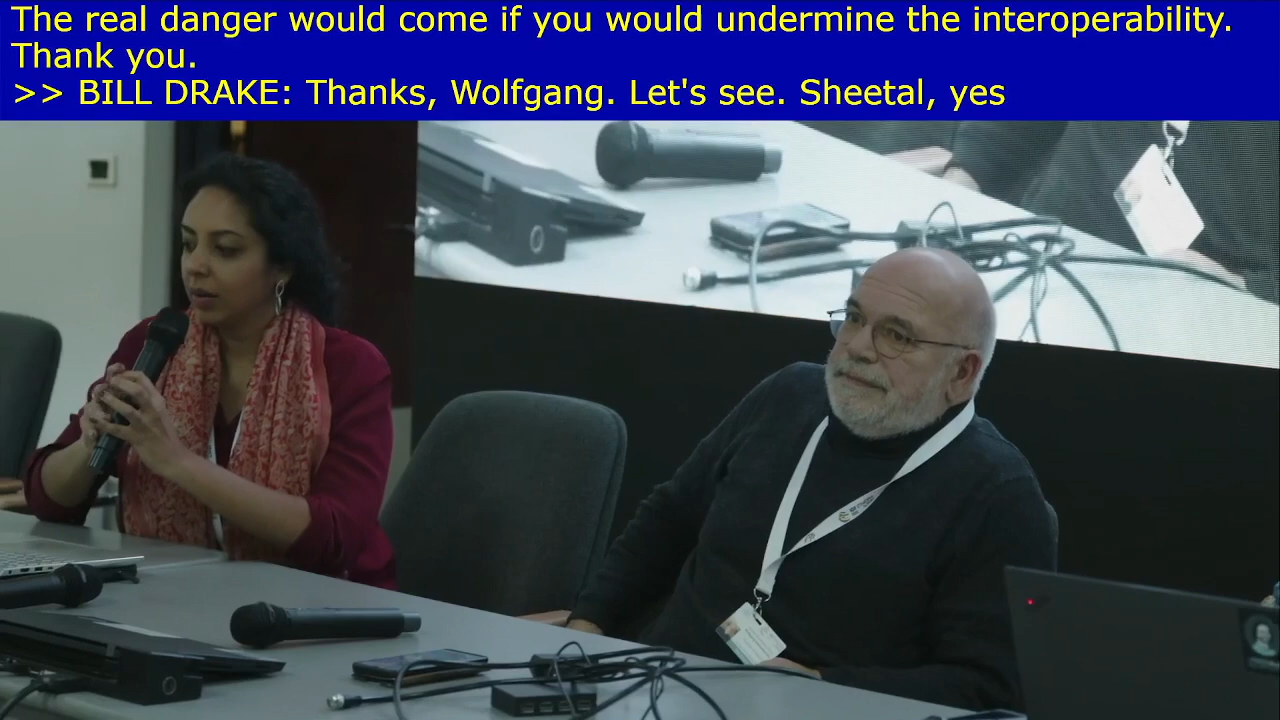 The real danger would come if you would undermine the interoperability.
Thank you.
>> BILL DRAKE: Thanks, Wolfgang. Let's see. Sheetal, yes